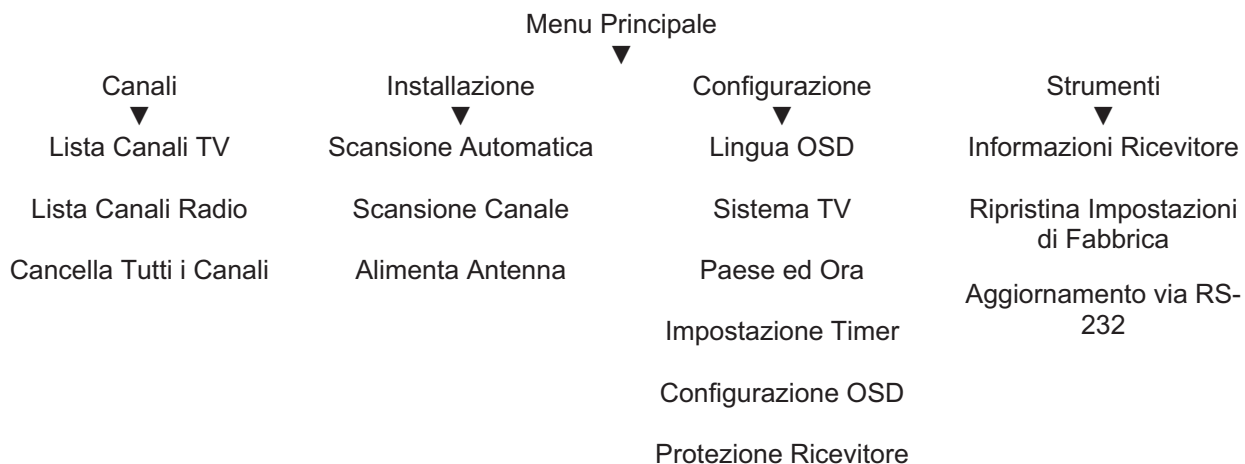 Menu Principale
▼
Canali Installazione Configurazione Strumenti
▼ ▼ ▼ ▼
Lista Canali TV Scansione Automatica Lingua OSD Informazioni Ricevitore
Lista Canali Radio Scansione Canale Sistema TV Ripristina Impostazioni
di Fabbrica
Cancella Tutti i Canali Alimenta Antenna Paese ed Ora
Aggiornamento via RS-
232
Impostazione Timer
Configurazione OSD
Protezione Ricevitore